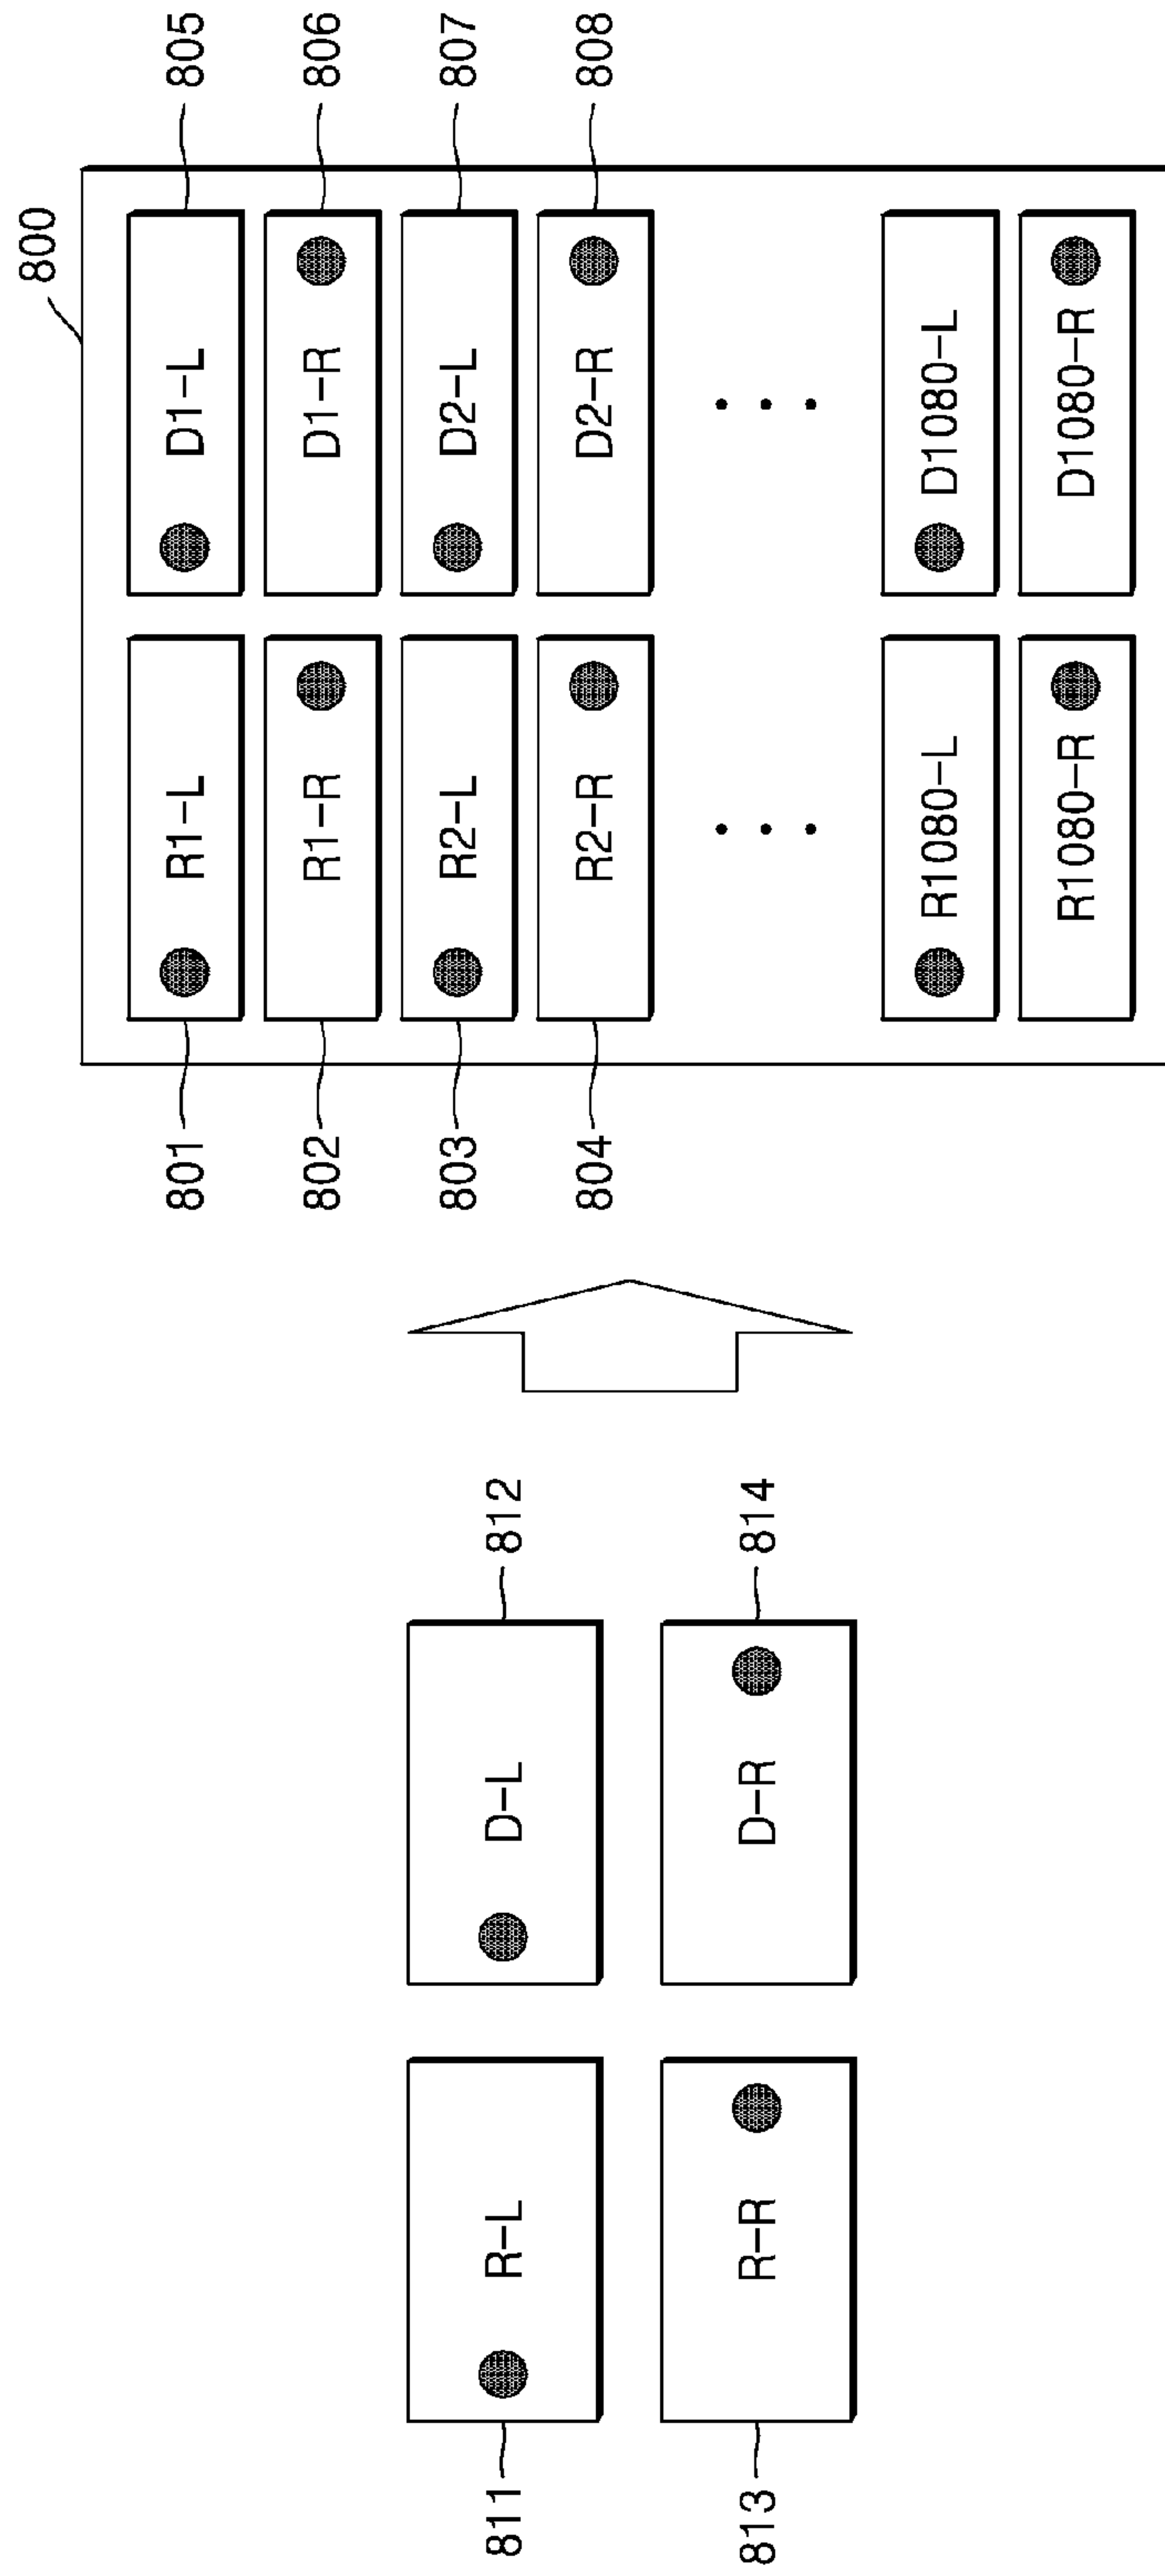 811 R-L D-L 812
813 R-R D-R 814
800
801 R1-L D1-L 805
802 R1-R D1-R 806
803 R2-L D2-L 807
804 R2-R D2-R 808
R1080-L D1080-L
R1080-R D1080-R